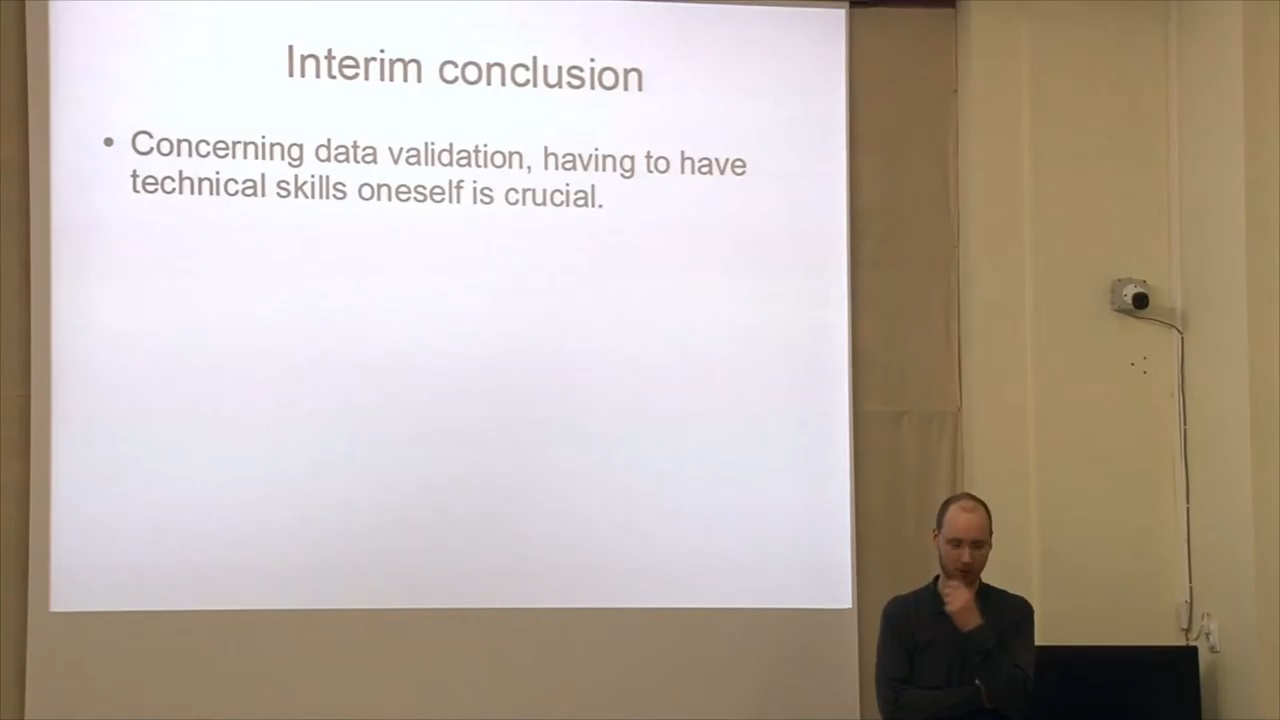 Interim conclusion
• Concerning data validation, having to have
technical skills oneself is crucial.